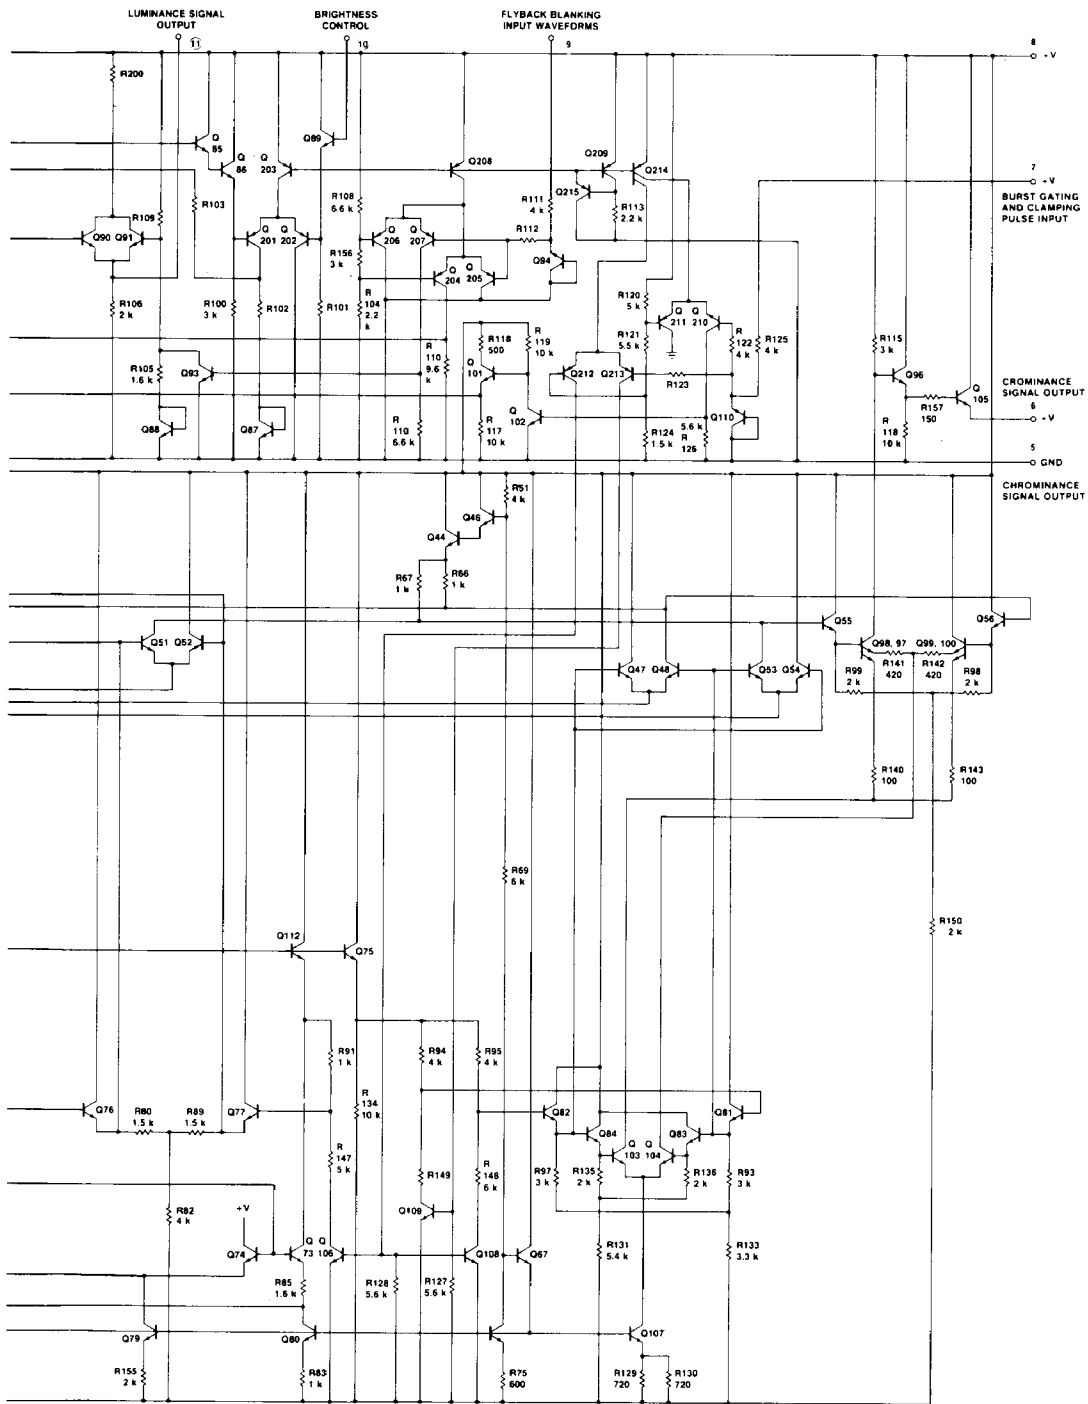 LUMINANCE SIGNAL
OUTPUT
11
BRIGHTNESS
CONTROL
10
FLYBACK BLANKING
INPUT WAVEFORMS
9
8
+V
R200
Q
85
Q
86
Q
203
Q89
Q208
Q209
Q214
Q215
7
+V
BURST GATING
AND CLAMPING
PULSE INPUT
R103
R108
6.6 k
R111
4 k
R113
2.2 k
R109
Q90
Q91
Q
201
Q
202
Q
206
Q
207
R112
R156
3 k
Q94
Q
204
Q
205
R106
2 k
R100
3 k
R102
R101
R
104
2.2
k
R120
5 k
Q
211
Q
210
R121
5.5 k
R
122
4 k
R125
4 k
R115
3 k
R118
500
R
119
10 k
R
110
9.6
k
R105
1.6 k
Q93
Q
101
Q212
Q213
R123
Q96
R157
150
Q
105
CROMINANCE
SIGNAL OUTPUT
6
+V
Q88
Q87
R
110
6.6 k
R
117
10 k
Q
102
R124
1.5 k
5.6 k
R
126
Q110
R
118
10 k
5
GND
CHROMINANCE
SIGNAL OUTPUT
R51
4 k
Q46
Q44
R67
1 k
R66
1 k
Q51
Q52
Q55
Q56
Q47
Q48
Q53
Q54
Q98, 97
Q99, 100
R141
420
R142
420
R99
2 k
R98
2 k
R140
100
R143
100
R69
6 k
R150
2 k
Q112
Q75
R91
1 k
R94
4 k
R95
4 k
R
134
10 k
Q76
R80
1.5 k
R89
1.5 k
Q77
Q82
Q84
Q
103
Q
104
Q83
Q81
R
147
5 k
R149
R
148
6 k
R97
3 k
R135
2 k
R136
2 k
R93
3 k
R82
4 k
Q109
+V
Q74
Q
73
Q
106
Q108
Q67
R131
5.4 k
R133
3.3 k
R85
1.6 k
R128
5.6 k
R127
5.6 k
Q79
Q80
Q107
R155
2 k
R83
1 k
R75
600
R129
720
R130
720